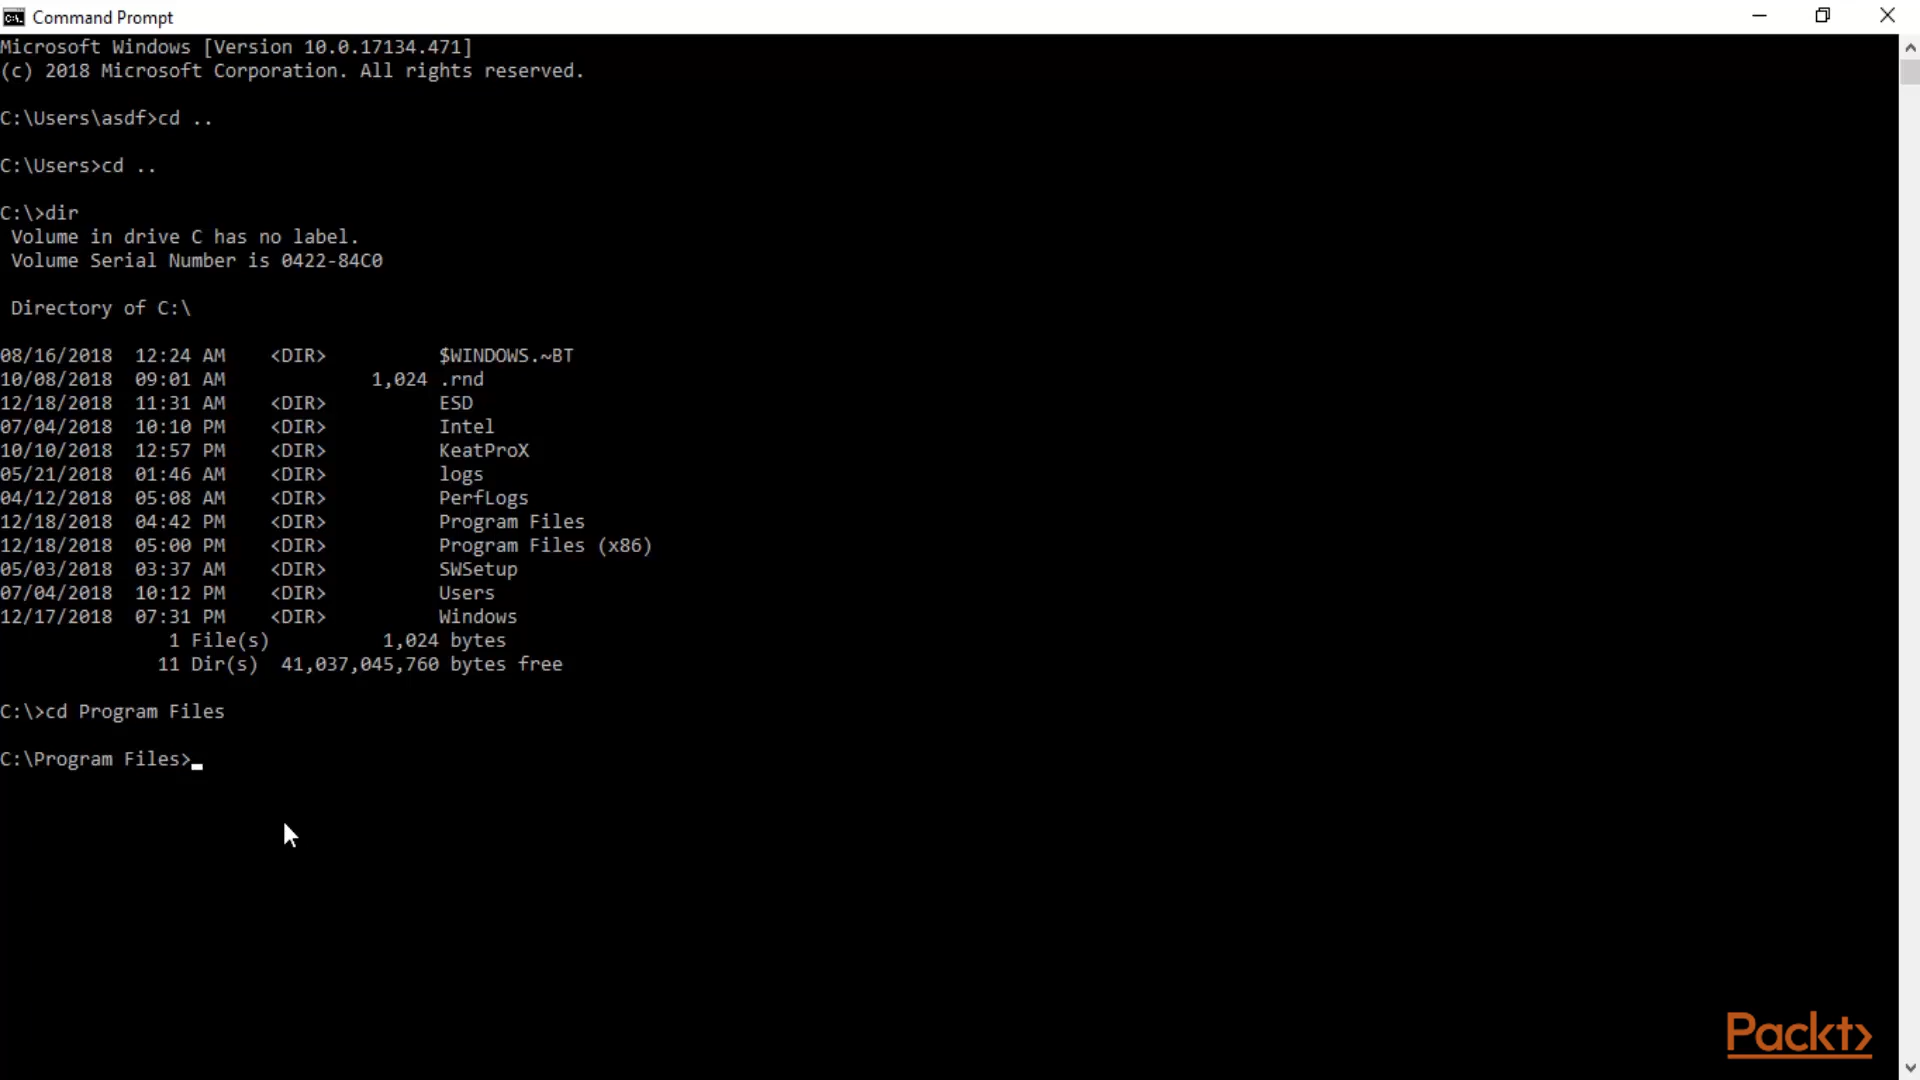 Command Prompt
Microsoft Windows [Version 10.0.17134.471]
(c) 2018 Microsoft Corporation. All rights reserved.
C:\Users\asdf>cd ..
C:\Users>cd ..
C:\>dir
 Volume in drive C has no label.
 Volume Serial Number is 0422-84C0
 Directory of C:\
08/16/2018  12:24 AM    <DIR>          $WINDOWS.~BT
10/08/2018  09:01 AM             1,024 .rnd
12/18/2018  11:31 AM    <DIR>          ESD
07/04/2018  10:10 PM    <DIR>          Intel
10/10/2018  12:57 PM    <DIR>          KeatProX
05/21/2018  01:46 AM    <DIR>          logs
04/12/2018  05:08 AM    <DIR>          PerfLogs
12/18/2018  04:42 PM    <DIR>          Program Files
12/18/2018  05:00 PM    <DIR>          Program Files (x86)
05/03/2018  03:37 AM    <DIR>          SWSetup
07/04/2018  10:12 PM    <DIR>          Users
12/17/2018  07:31 PM    <DIR>          Windows
               1 File(s)          1,024 bytes
              11 Dir(s)  41,037,045,760 bytes free
C:\>cd Program Files
C:\Program Files>
Packt>